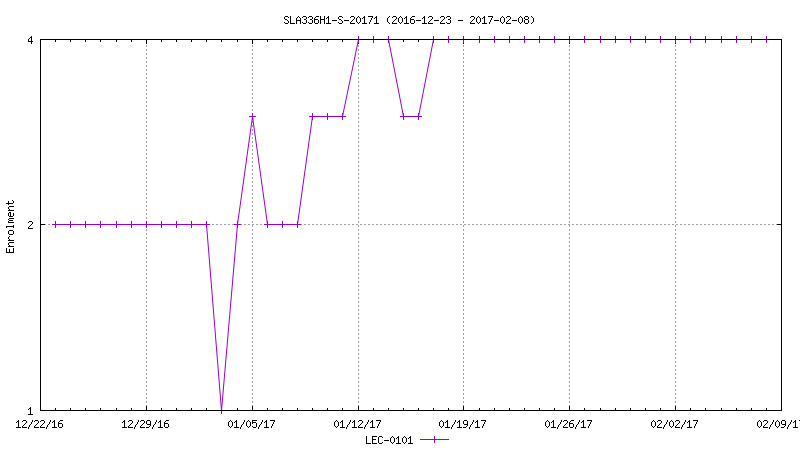 SLA336H1-S-20171 (2016-12-23 - 2017-02-08)
4
2
1
Enrolment
12/22/16 12/29/16 01/05/17 01/12/17 01/19/17 01/26/17 02/02/17 02/09/1
LEC-0101